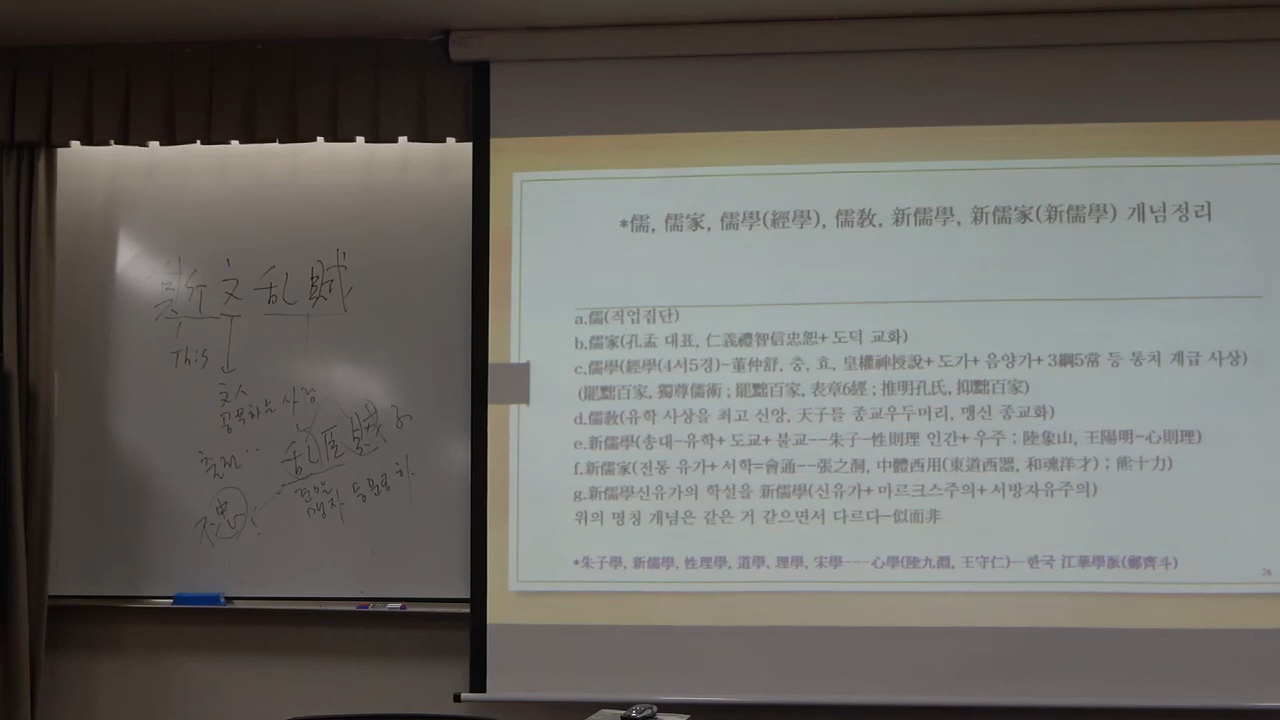 斯文乱賊
This
文人
공부하는 사람
乱臣賊子
不忠!
*儒, 儒家, 儒學(經學), 儒敎, 新儒學, 新儒家(新儒學) 개념정리
a.儒(직업집단)
b.儒家(孔孟 대표, 仁義禮智信忠恕+ 도덕 교화)
c.儒學(經學(4서5경)-董仲舒, 충, 효, 皇權神授說+ 도가+ 음양가+ 3綱5常 등 통치 계급 사상)
(罷黜百家, 獨尊儒術 ; 罷黜百家, 表章6經 ; 推明孔氏, 抑黜百家)
d.儒敎(유학 사상을 최고 신앙, 天子를 종교우두머리, 맹신 종교화)
e.新儒學(송대-유학+ 도교+ 불교--朱子-性則理 인간+ 우주 ; 陸象山, 王陽明-心則理)
f.新儒家(전통 유가+ 서학=會通--張之洞, 中體西用(東道西器, 和魂洋才) ; 熊十力)
g.新儒學신유가의 학설을 新儒學(신유가+ 마르크스주의+ 서방자유주의)
위의 명칭 개념은 같은 거 같으면서 다르다-似而非
*朱子學, 新儒學, 性理學, 道學, 理學, 宋學---心學(陸九淵, 王守仁)-한국 江華學派(鄭齊斗)